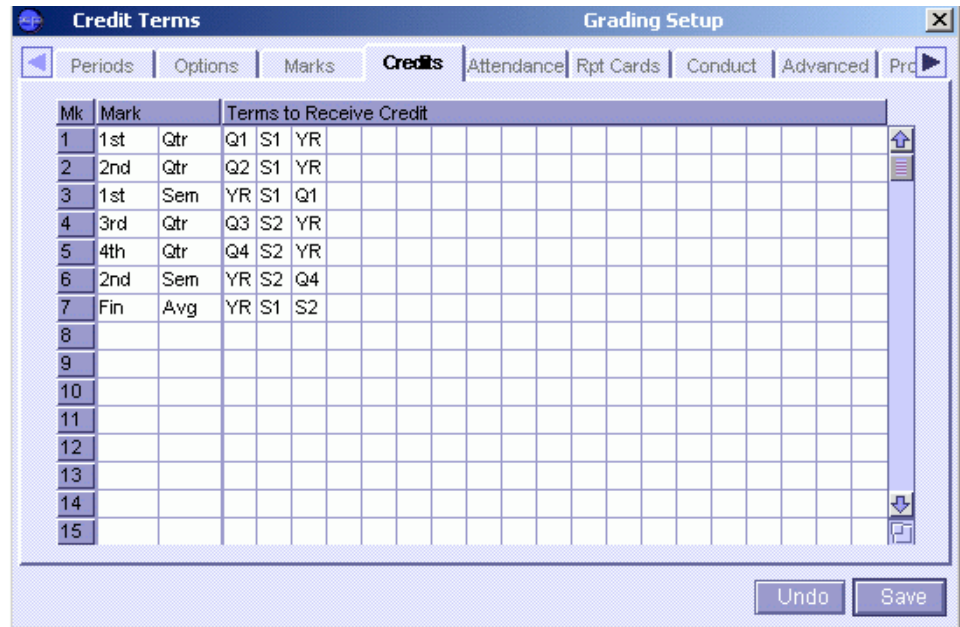 Credit Terms Grading Setup
Periods Options Marks Credits Attendance Rpt Cards Conduct Advanced Pro
Mk Mark Terms to Receive Credit
1 1st Qtr Q1 S1 YR
2 2nd Qtr Q2 S1 YR
3 1st Sem YR S1 Q1
4 3rd Qtr Q3 S2 YR
5 4th Qtr Q4 S2 YR
6 2nd Sem YR S2 Q4
7 Fin Avg YR S1 S2
8
9
10
11
12
13
14
15
Undo Save